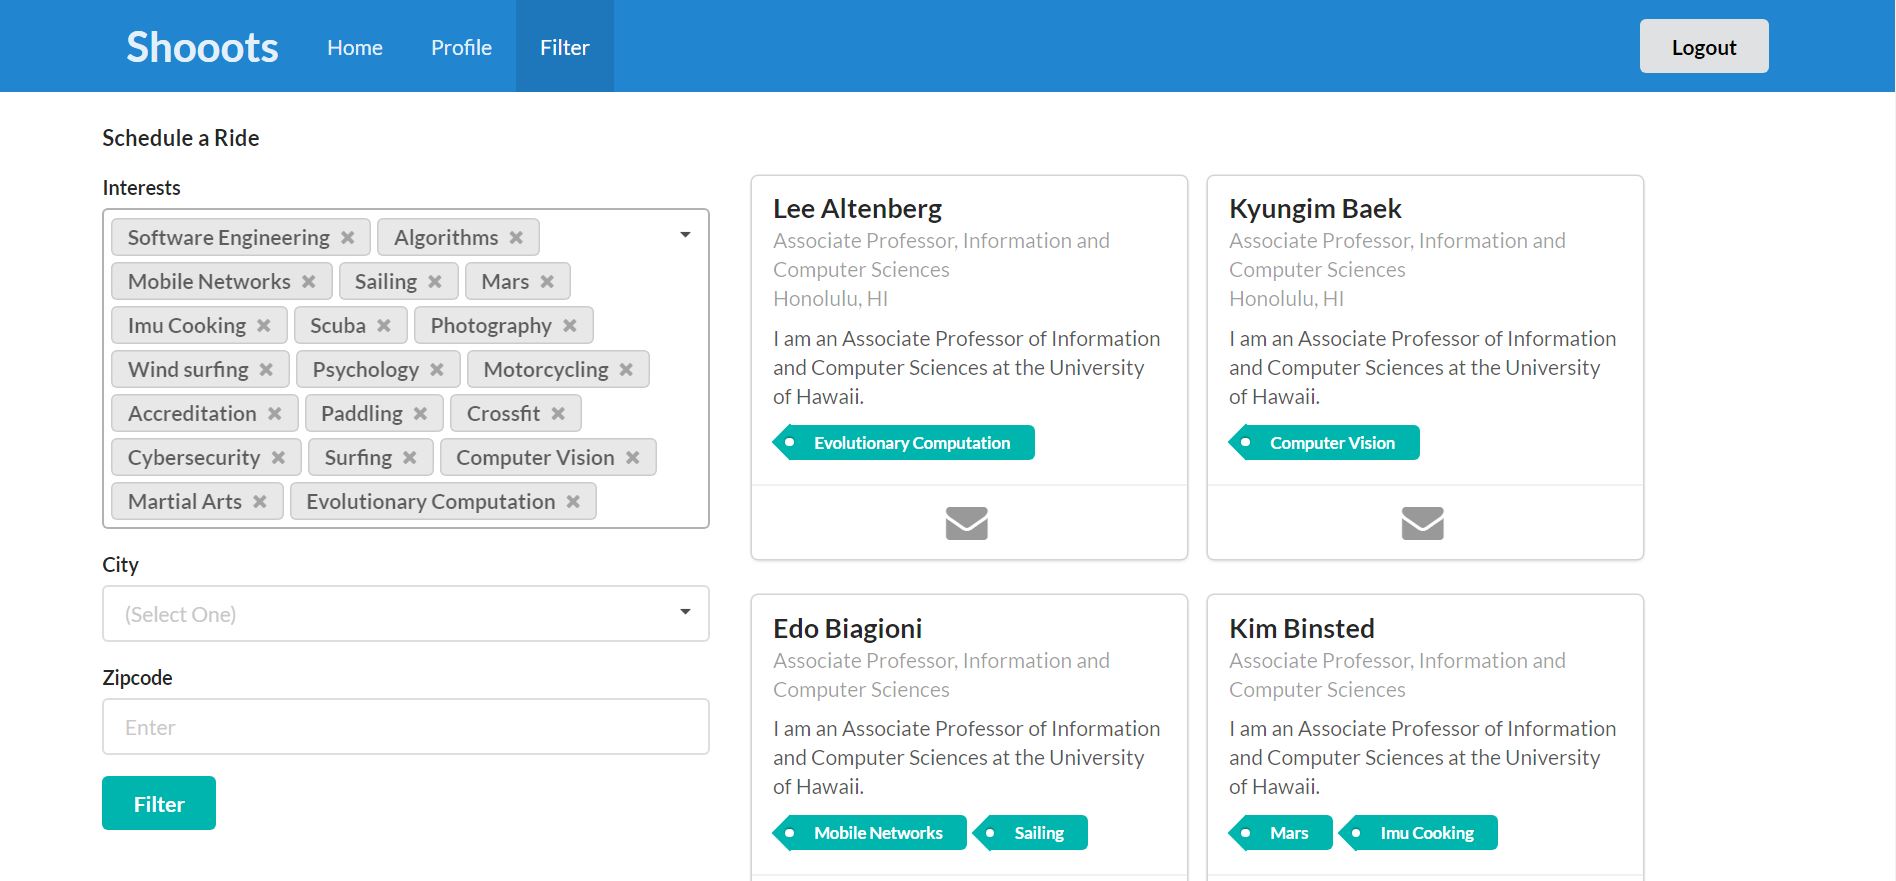 Shooots Home Profile Filter Logout
Schedule a Ride
Interests
Software Engineering Algorithms
Mobile Networks Sailing Mars
Imu Cooking Scuba Photography
Wind surfing Psychology Motorcycling
Accreditation Paddling Crossfit
Cybersecurity Surfing Computer Vision
Martial Arts Evolutionary Computation
City
(Select One)
Zipcode
Enter
Filter
Lee Altenberg
Associate Professor, Information and
Computer Sciences
Honolulu, HI
I am an Associate Professor of Information
and Computer Sciences at the University
of Hawaii.
Evolutionary Computation
Kyungim Baek
Associate Professor, Information and
Computer Sciences
Honolulu, HI
I am an Associate Professor of Information
and Computer Sciences at the University
of Hawaii.
Computer Vision
Edo Biagioni
Associate Professor, Information and
Computer Sciences
I am an Associate Professor of Information
and Computer Sciences at the University
of Hawaii.
Mobile Networks Sailing
Kim Binsted
Associate Professor, Information and
Computer Sciences
I am an Associate Professor of Information
and Computer Sciences at the University
of Hawaii.
Mars Imu Cooking